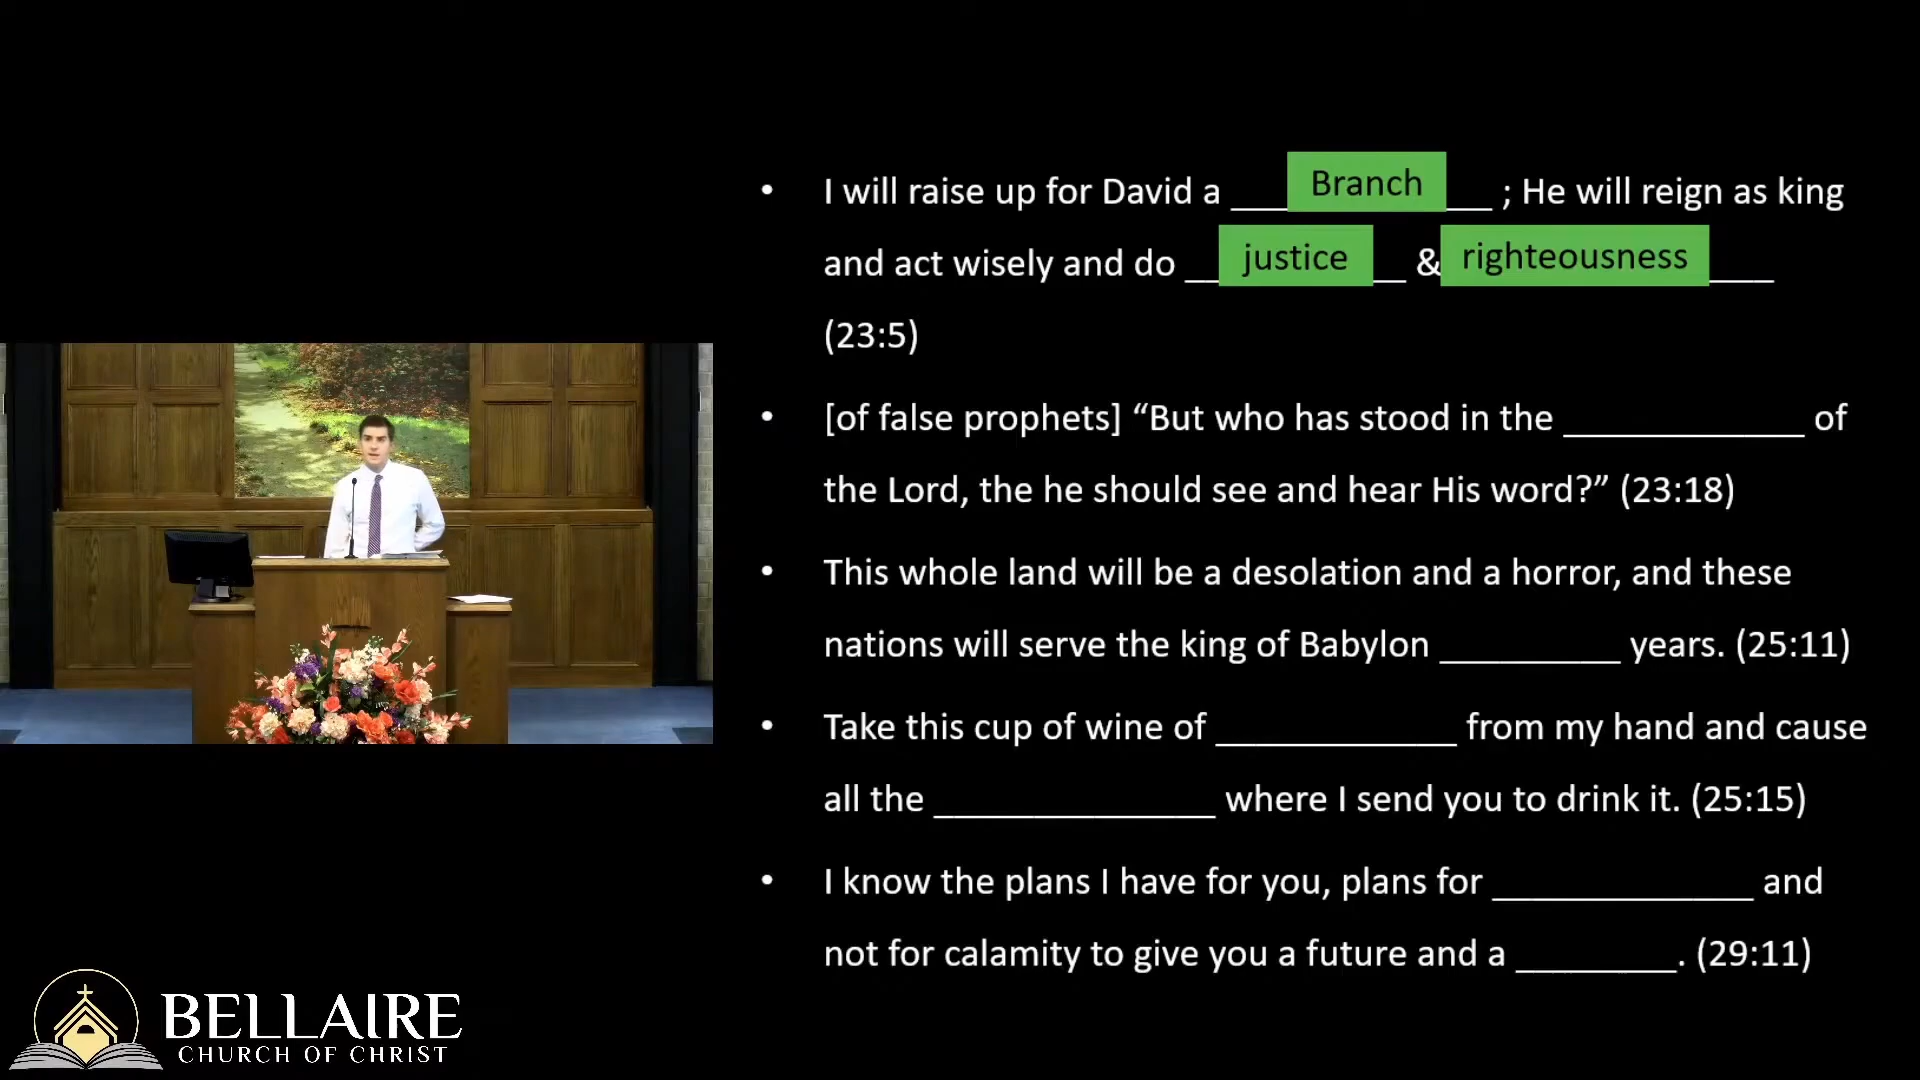 • I will raise up for David a ____ Branch ___ ; He will reign as king
and act wisely and do __ justice __ & righteousness ____
(23:5)
• [of false prophets] “But who has stood in the ____________ of
the Lord, the he should see and hear His word?” (23:18)
• This whole land will be a desolation and a horror, and these
nations will serve the king of Babylon _________ years. (25:11)
• Take this cup of wine of ____________ from my hand and cause
all the ______________ where I send you to drink it. (25:15)
• I know the plans I have for you, plans for _____________ and
not for calamity to give you a future and a ________. (29:11)
BELLAIRE
CHURCH OF CHRIST